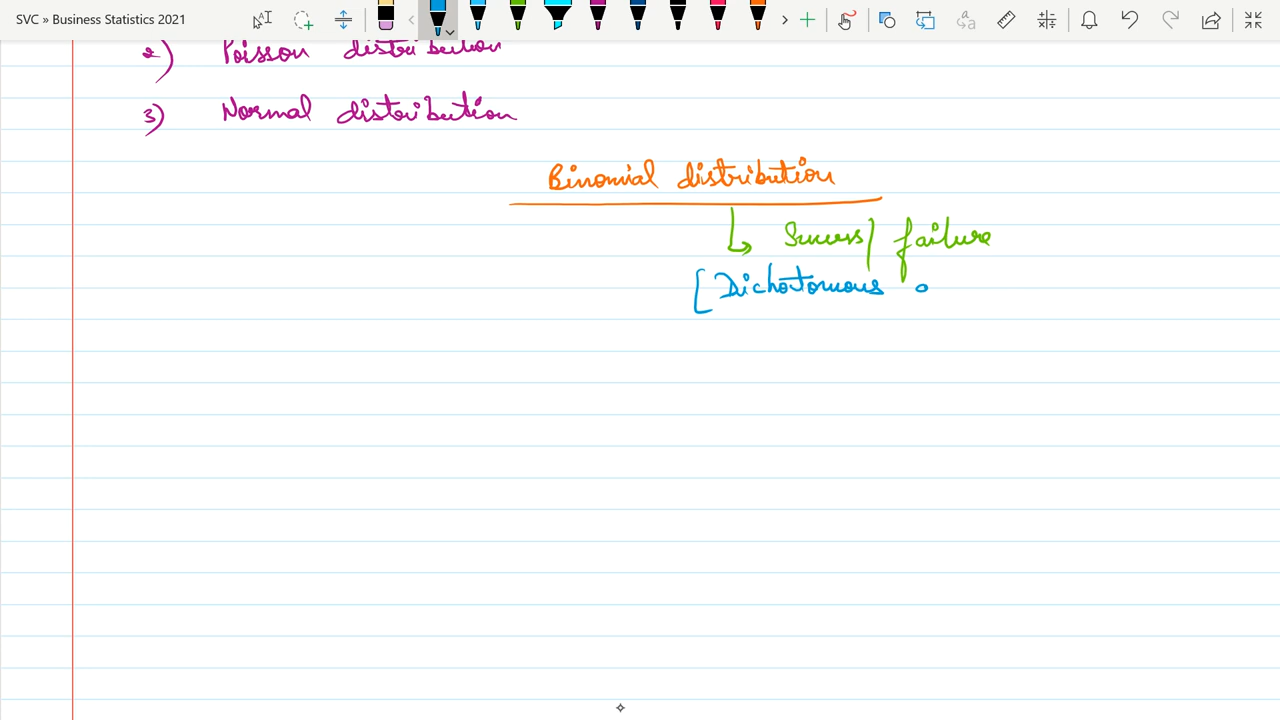 SVC » Business Statistics 2021
2) Poisson distribution
3) Normal distribution
Binomial distribution
↳ Success/ failure
[Dichotomous o